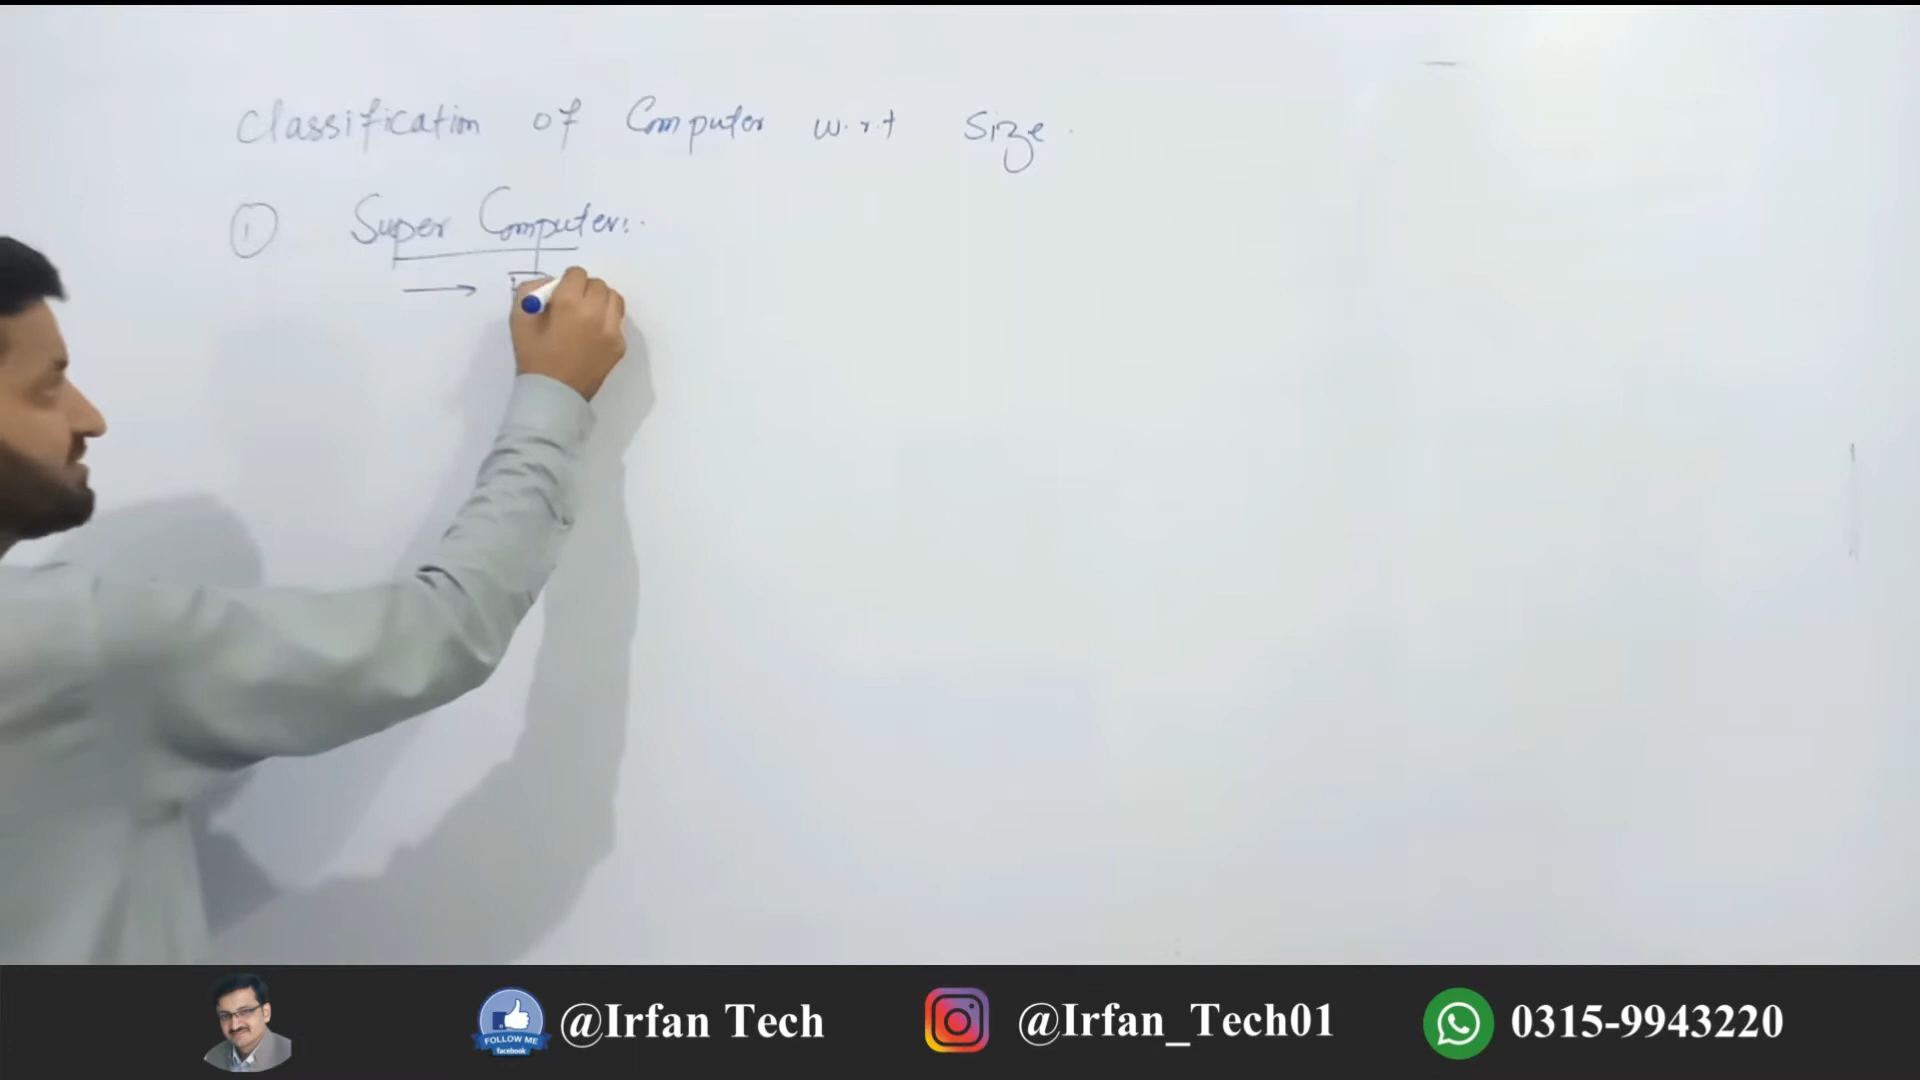 Classification of Computer w.r.t Size.
① Super Computer:.
FOLLOW ME
facebook
@Irfan Tech
@Irfan_Tech01
0315-9943220